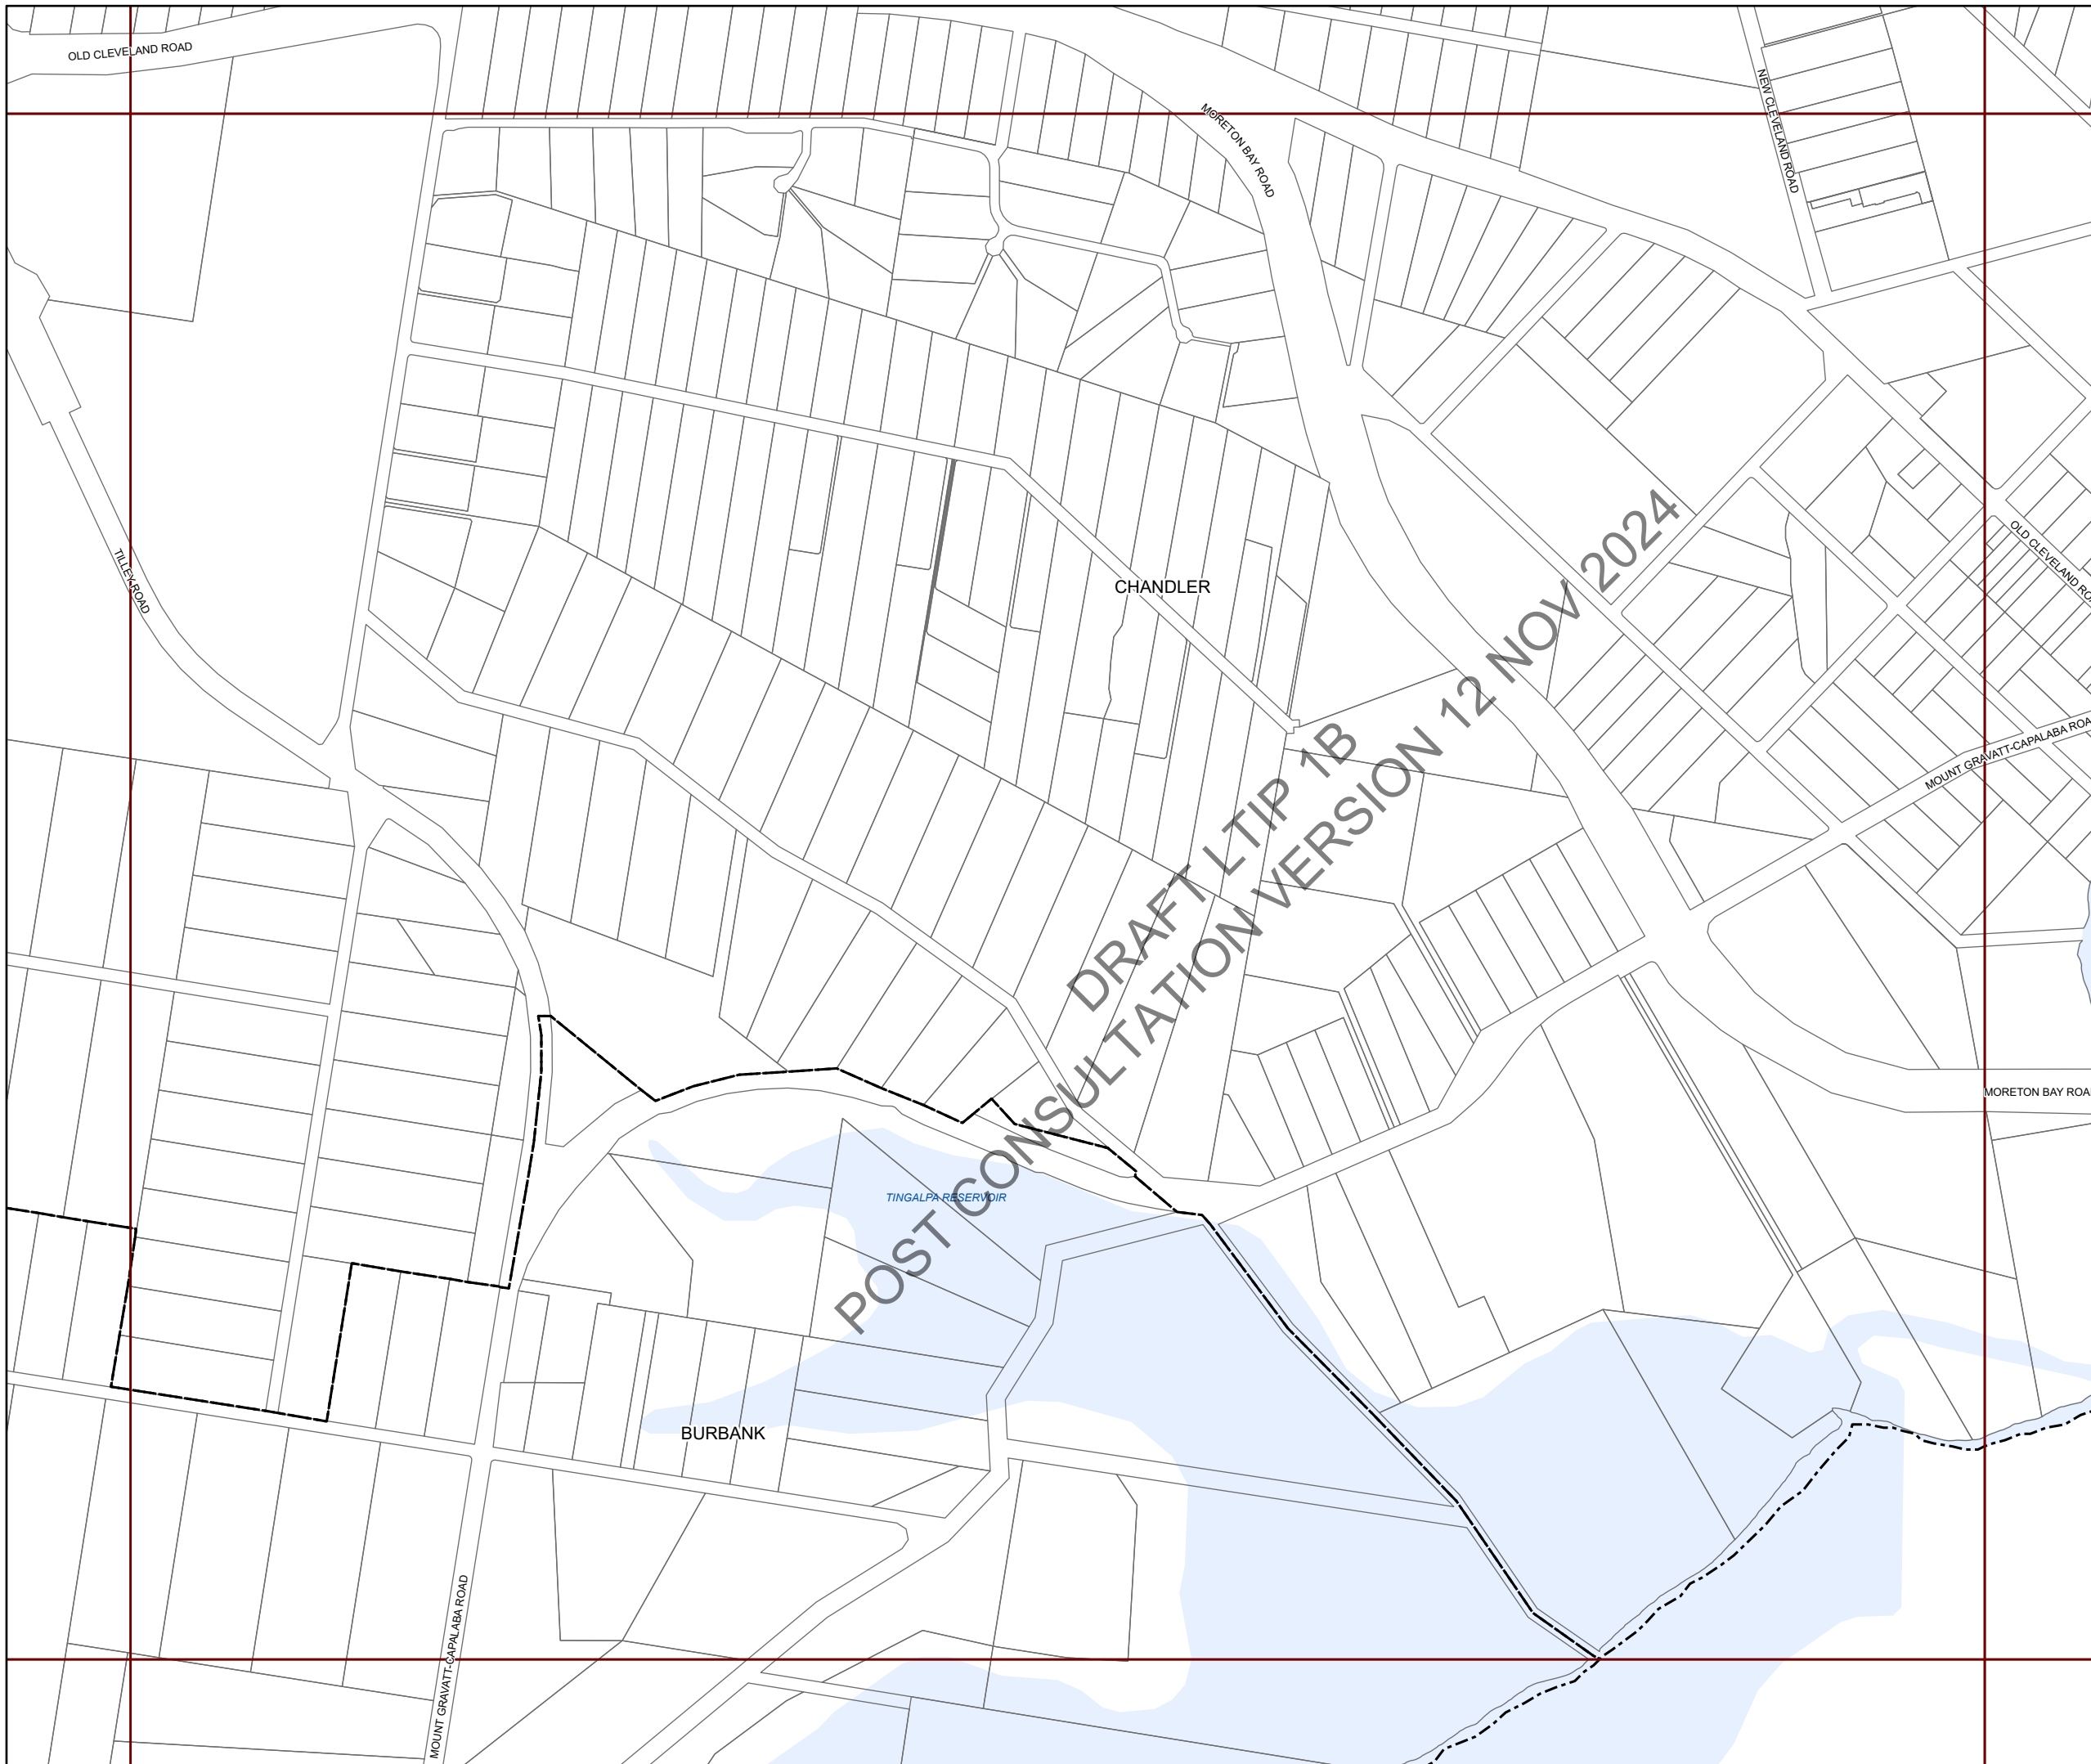 OLD CLEVELAND ROAD
MORETON BAY ROAD
NEW CLEVELAND ROAD
TILLEY ROAD
OLD CLEVELAND ROA
CHANDLER
MOUNT GRAVATT-CAPALABA ROA
DRAFT LTIP 1B
POST CONSULTATION VERSION 12 NOV 2024
MORETON BAY ROA
TINGALPA RESERVOIR
BURBANK
MOUNT GRAVATT-CAPALABA ROAD